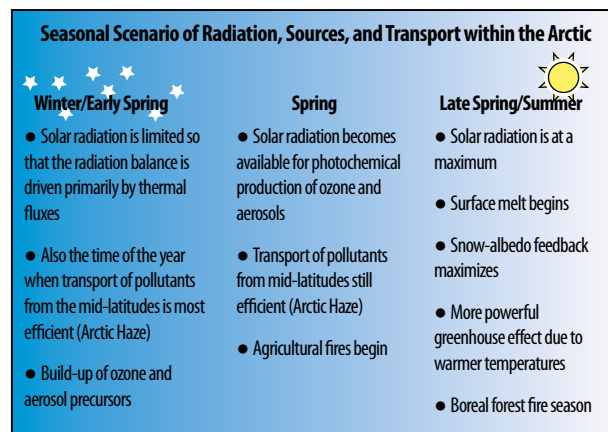 Seasonal Scenario of Radiation, Sources, and Transport within the Arctic
Winter/Early Spring
● Solar radiation is limited so
that the radiation balance is
driven primarily by thermal
fluxes
● Also the time of the year
when transport of pollutants
from the mid-latitudes is most
efficient (Arctic Haze)
● Build-up of ozone and
aerosol precursors
Spring
● Solar radiation becomes
available for photochemical
production of ozone and
aerosols
● Transport of pollutants
from mid-latitudes still
efficient (Arctic Haze)
● Agricultural fires begin
Late Spring/Summer
● Solar radiation is at a
maximum
● Surface melt begins
● Snow-albedo feedback
maximizes
● More powerful
greenhouse effect due to
warmer temperatures
● Boreal forest fire season